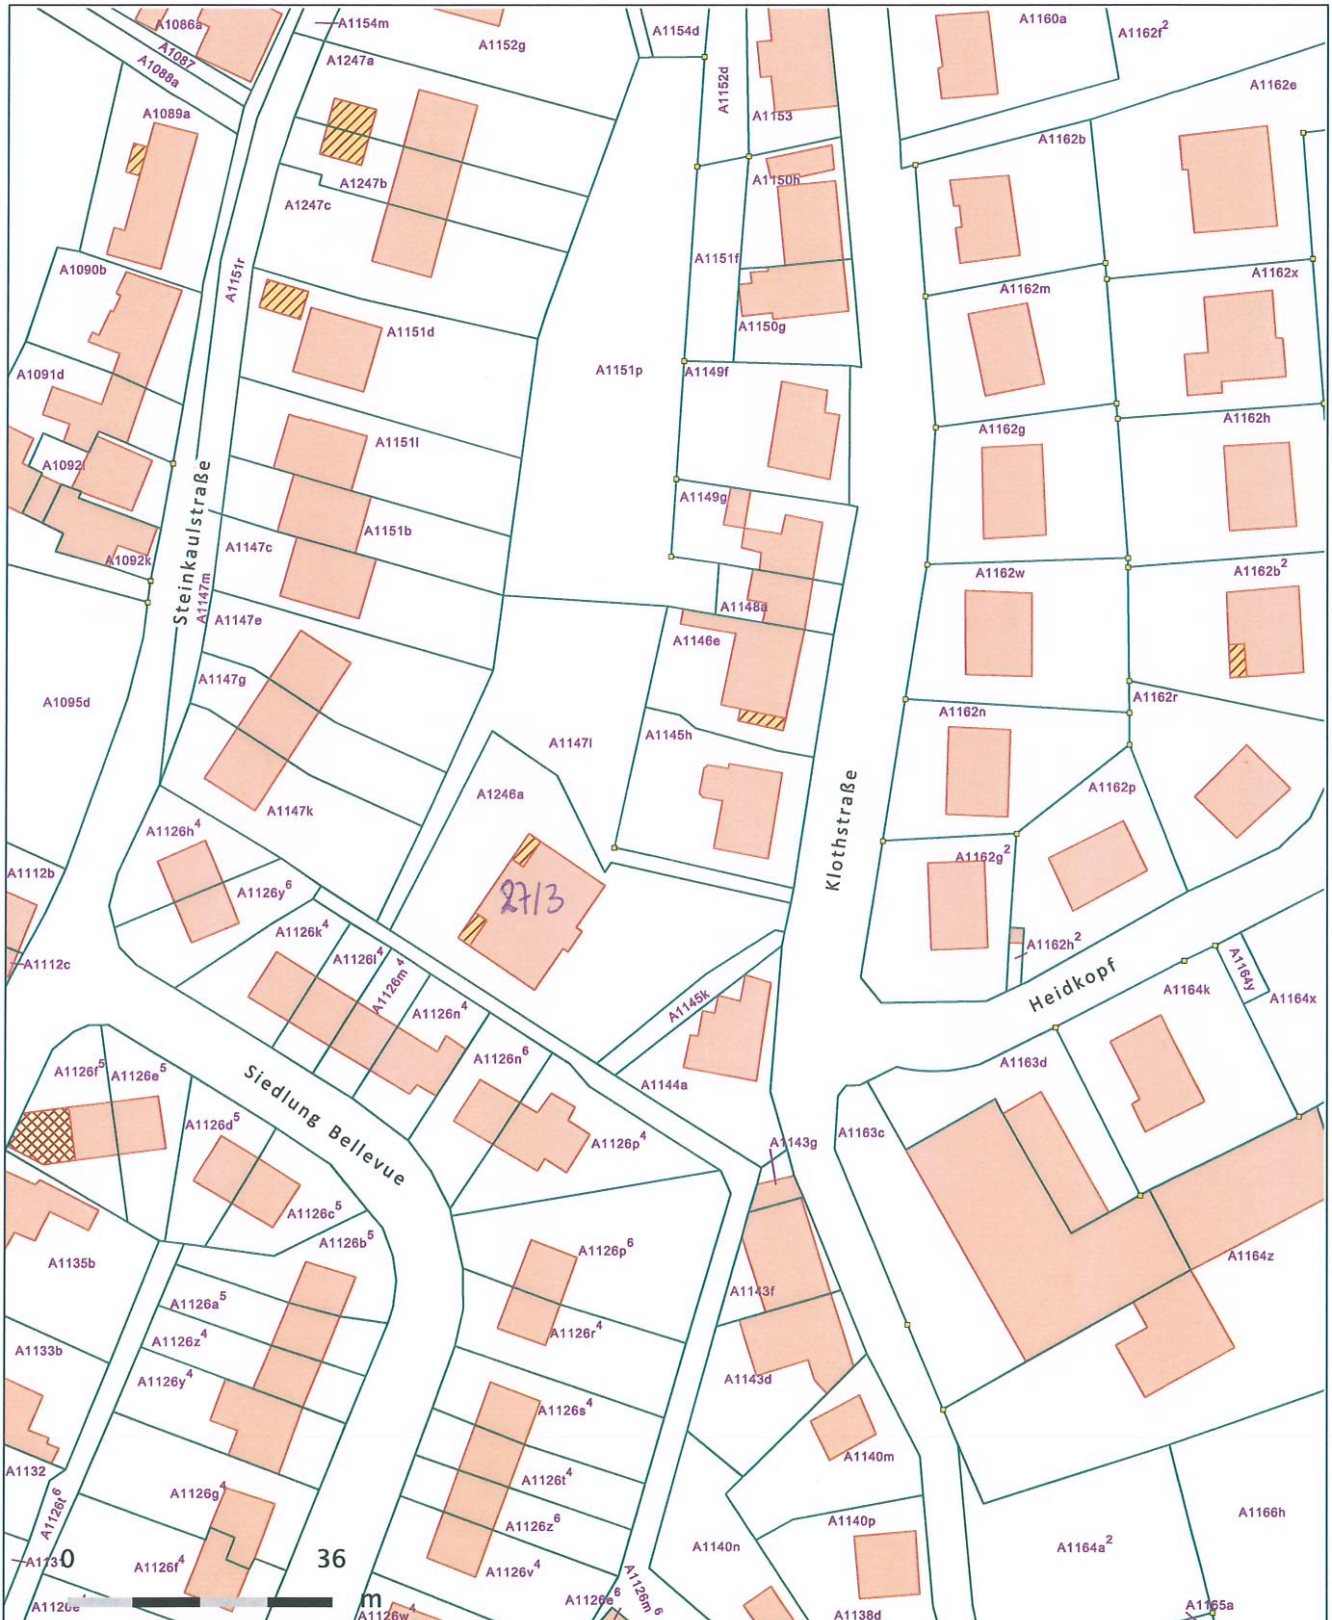 A1086a
A1154m
A1152g
A1154d
A1160a
A1162f²
A1087
A1088a
A1247a
A1152d
A1162e
A1089a
A1153
A1162b
A1247b
A1150h
A1247c
A1090b
A1151r
A1151f
A1162x
A1162m
A1151d
A1150g
A1091d
A1151p
A1149f
A1162h
A1162g
A1151l
A1149g
Steinkaulstraße
A1151b
A1147c
A1092k
A1162w
A1162b²
A1147m
A1148a
A1147e
A1146e
A1147g
A1095d
A1162r
A1162n
A1145h
A1147l
A1246a
A1162p
A1147k
Klothstraße
A1126h⁴
A1162g²
A1112b
A1126y⁶
27/3
A1126k⁴
A1162h²
A1126l⁴
A1112c
A1126m⁴
A1164y
Heidkopf
A1164k
A1164x
A1145k
A1126n⁴
A1126n⁶
A1163d
A1126f⁵
A1126e⁵
Siedlung Bellevue
A1144a
A1126d⁵
A1163c
A1126p⁴
A1143g
A1126c⁵
A1126b⁵
A1126p⁶
A1135b
A1164z
A1143f
A1126a⁵
A1126r⁴
A1126z⁴
A1133b
A1126y⁴
A1143d
A1126s⁴
A1140m
A1132
A1126t⁴
A1126g⁴
A1126t⁶
A1166h
A1140p
A1126z⁶
A1164a²
A1140n
0
36
A1126f⁴
A1126v⁴
A1126e⁶
A1126m⁶
m
A1126w⁴
A1138d
A1165a